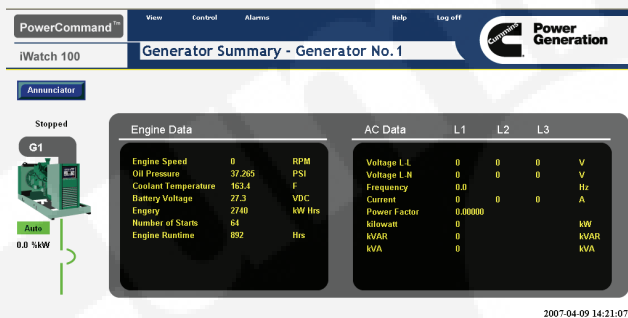 PowerCommand™
View Control Alarms Help Log off
iWatch 100
Generator Summary - Generator No. 1
Cummins
Power
Generation
Annunciator
Stopped
G1
Auto
0.0 %kW
Engine Data
Engine Speed 0 RPM
Oil Pressure 37.265 PSI
Coolant Temperature 163.4 F
Battery Voltage 27.3 VDC
Engery 2740 kW Hrs
Number of Starts 64
Engine Runtime 892 Hrs
AC Data L1 L2 L3
Voltage L-L 0 0 0 V
Voltage L-N 0 0 0 V
Frequency 0.0 Hz
Current 0 0 0 A
Power Factor 0.00000
kilowatt 0 kW
kVAR 0 kVAR
kVA 0 kVA
2007-04-09 14:21:07